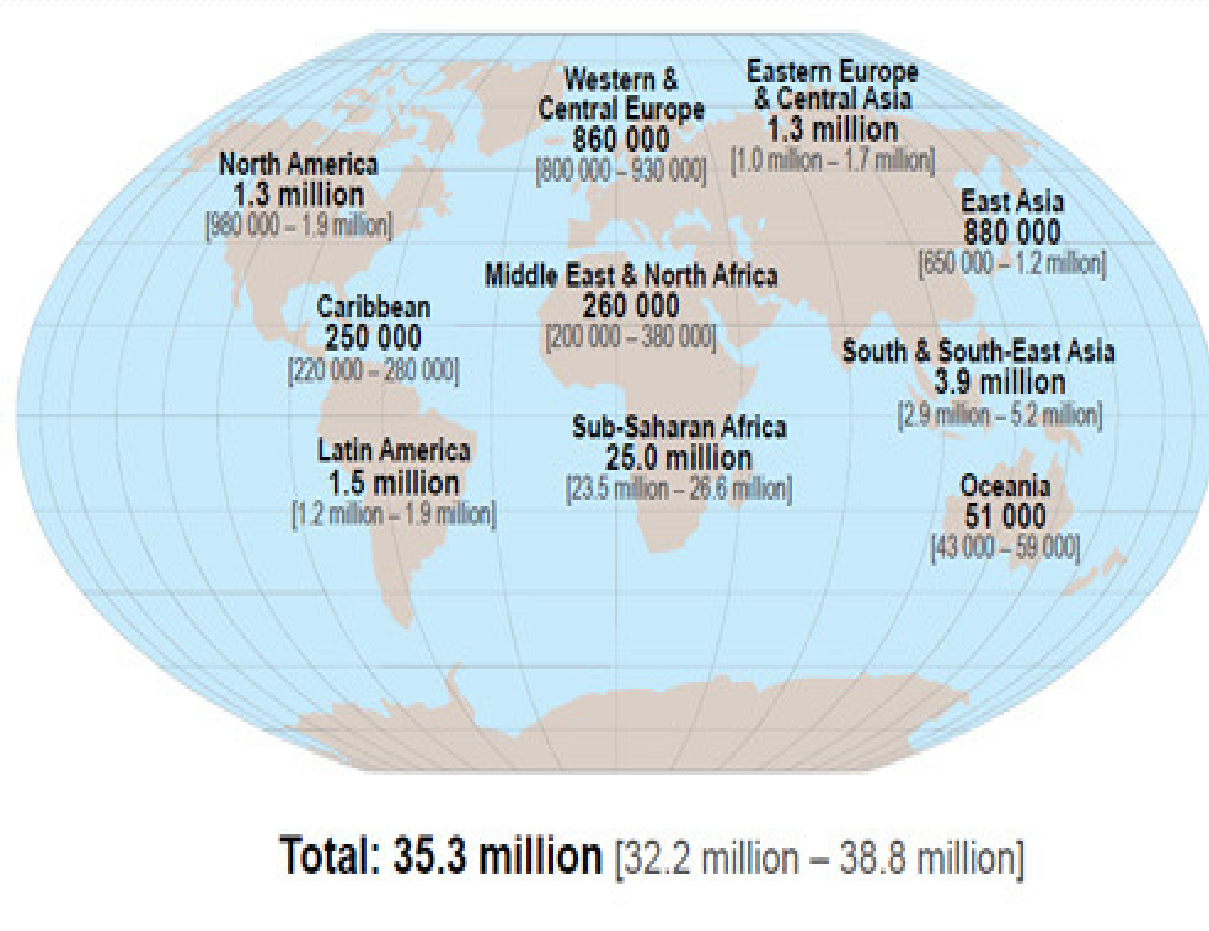 Western &
Central Europe
860 000
[800 000 – 930 000]
Eastern Europe
& Central Asia
1.3 million
[1.0 million – 1.7 million]
North America
1.3 million
[980 000 – 1.9 million]
East Asia
880 000
[650 000 – 1.2 million]
Middle East & North Africa
260 000
[200 000 – 380 000]
Caribbean
250 000
[220 000 – 280 000]
South & South-East Asia
3.9 million
[2.9 million – 5.2 million]
Sub-Saharan Africa
25.0 million
[23.5 million – 26.6 million]
Latin America
1.5 million
[1.2 million – 1.9 million]
Oceania
51 000
[43 000 – 59 000]
Total: 35.3 million [32.2 million – 38.8 million]